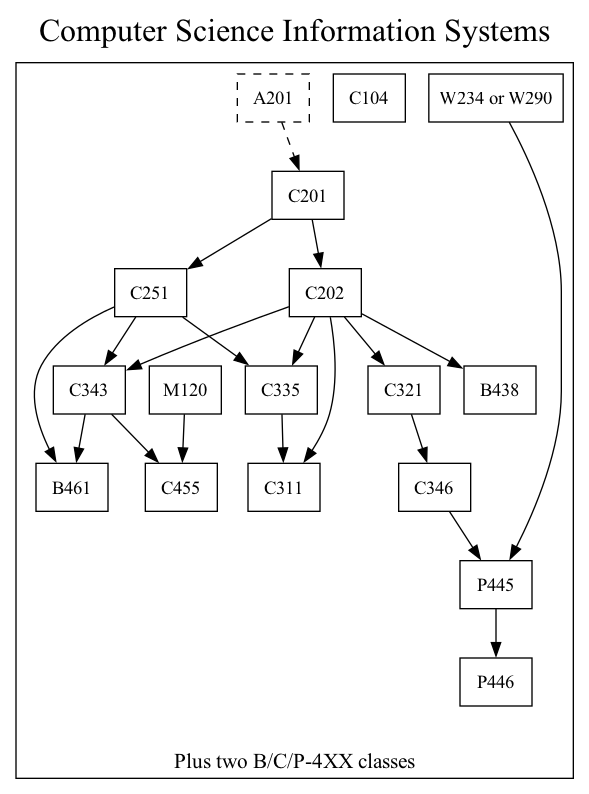 Computer Science Information Systems
A201
C104
W234 or W290
C201
C251
C202
C343
M120
C335
C321
B438
B461
C455
C311
C346
P445
P446
Plus two B/C/P-4XX classes